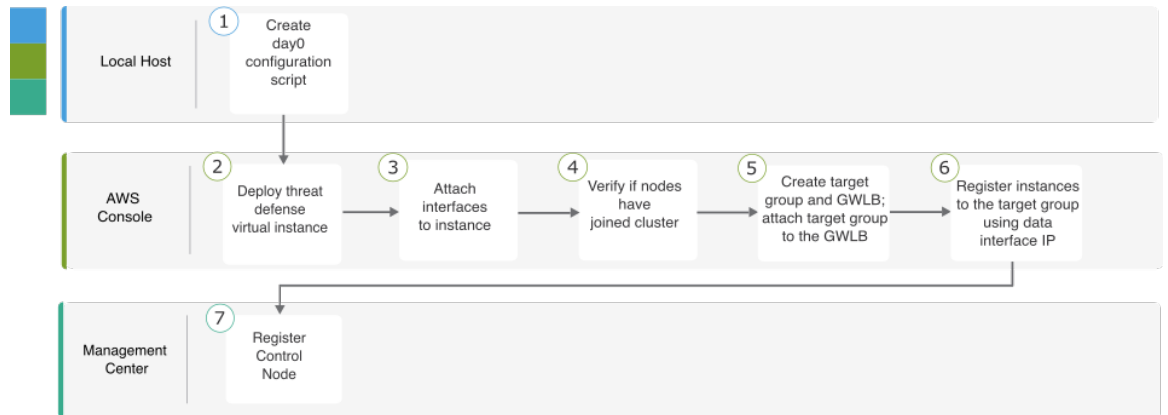 1
Create
day0
configuration
script
Local Host
2
Deploy threat
defense
virtual instance
3
Attach
interfaces
to instance
4
Verify if nodes
have
joined cluster
5
Create target
group and GWLB;
attach target group
to the GWLB
6
Register instances
to the target group
using data
interface IP
AWS
Console
7
Register
Control
Node
Management
Center